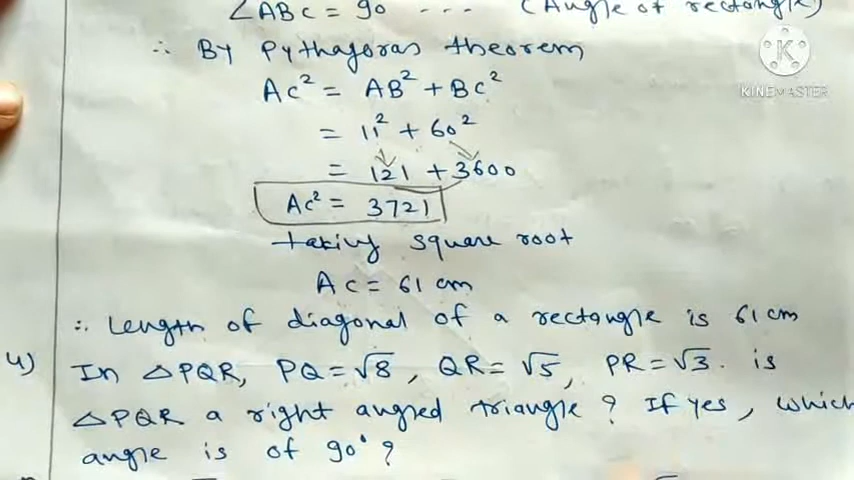 ∠ABC = 90 --- (Angle of rectangle)
∴ By Pythagoras theorem
AC² = AB² + BC²
= 11² + 60²
= 121 + 3600
AC² = 3721
taking square root
AC = 61 cm
∴ Length of diagonal of a rectangle is 61 cm
4) In △PQR, PQ = √8, QR = √5, PR = √3. is
△PQR a right angled triangle? If yes, which
angle is of 90°?
K
KINEMASTER